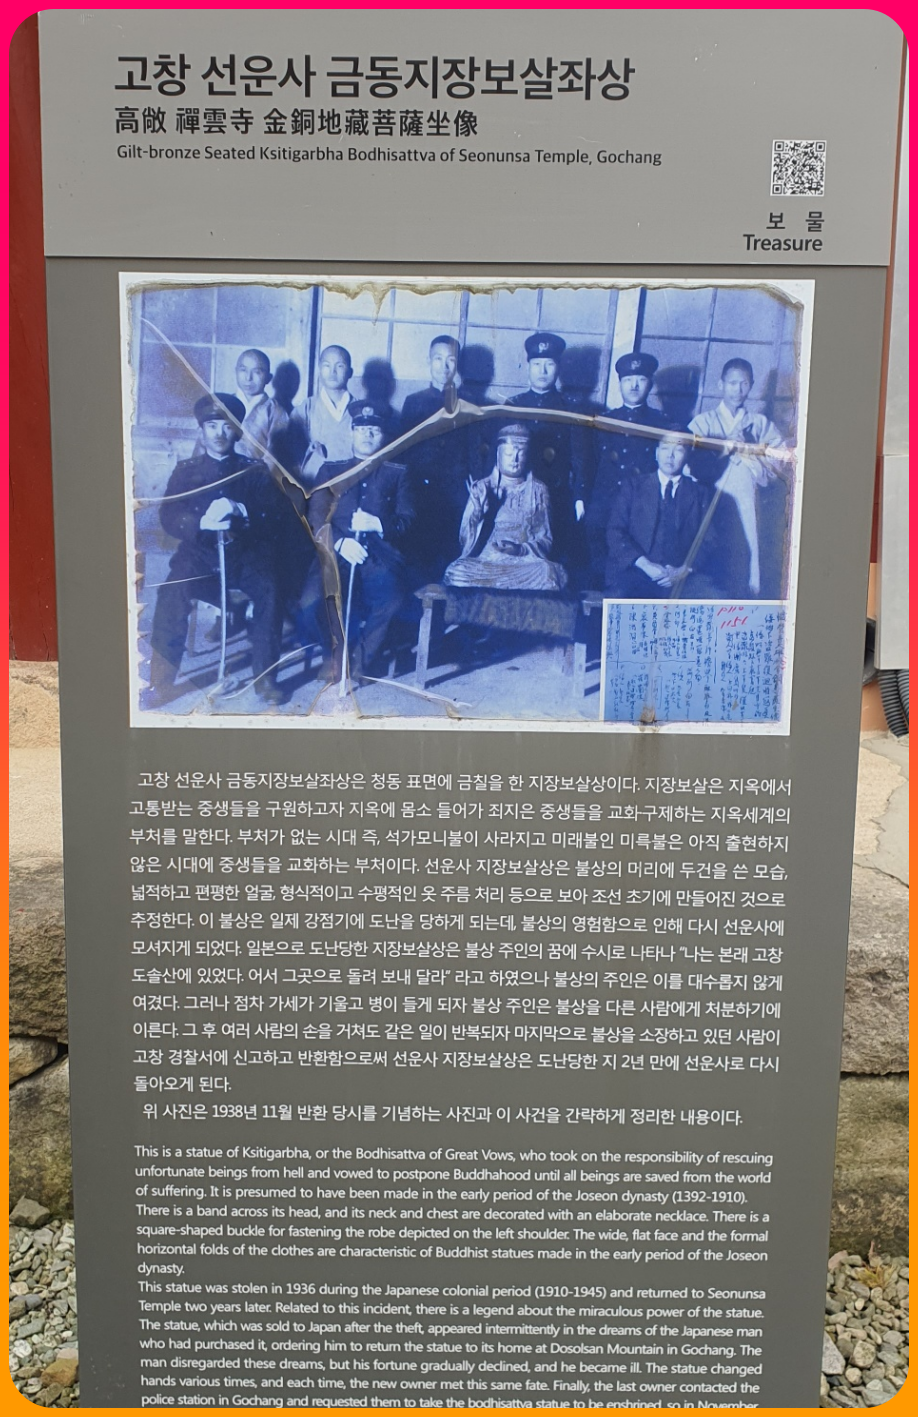 고창 선운사 금동지장보살좌상
高敞 禪雲寺 金銅地藏菩薩坐像
Gilt-bronze Seated Ksitigarbha Bodhisattva of Seonunsa Temple, Gochang
보 물
Treasure
고창 선운사 금동지장보살좌상은 청동 표면에 금칠을 한 지장보살상이다. 지장보살은 지옥에서
고통받는 중생들을 구원하고자 지옥에 몸소 들어가 죄지은 중생들을 교화·구제하는 지옥세계의
부처를 말한다. 부처가 없는 시대 즉, 석가모니불이 사라지고 미래불인 미륵불은 아직 출현하지
않은 시대에 중생들을 교화하는 부처이다. 선운사 지장보살상은 불상의 머리에 두건을 쓴 모습,
넓적하고 편평한 얼굴, 형식적이고 수평적인 옷 주름 처리 등으로 보아 조선 초기에 만들어진 것으로
추정한다. 이 불상은 일제 강점기에 도난을 당하게 되는데, 불상의 영험함으로 인해 다시 선운사에
모셔지게 되었다. 일본으로 도난당한 지장보살상은 불상 주인의 꿈에 수시로 나타나 “나는 본래 고창
도솔산에 있었다. 어서 그곳으로 돌려 보내 달라” 라고 하였으나 불상의 주인은 이를 대수롭지 않게
여겼다. 그러나 점차 가세가 기울고 병이 들게 되자 불상 주인은 불상을 다른 사람에게 처분하기에
이른다. 그 후 여러 사람의 손을 거쳐도 같은 일이 반복되자 마지막으로 불상을 소장하고 있던 사람이
고창 경찰서에 신고하고 반환함으로써 선운사 지장보살상은 도난당한 지 2년 만에 선운사로 다시
돌아오게 된다.
위 사진은 1938년 11월 반환 당시를 기념하는 사진과 이 사건을 간략하게 정리한 내용이다.
This is a statue of Ksitigarbha, or the Bodhisattva of Great Vows, who took on the responsibility of rescuing
unfortunate beings from hell and vowed to postpone Buddhahood until all beings are saved from the world
of suffering. It is presumed to have been made in the early period of the Joseon dynasty (1392-1910).
There is a band across its head, and its neck and chest are decorated with an elaborate necklace. There is a
square-shaped buckle for fastening the robe depicted on the left shoulder. The wide, flat face and the formal
horizontal folds of the clothes are characteristic of Buddhist statues made in the early period of the Joseon
dynasty.
This statue was stolen in 1936 during the Japanese colonial period (1910-1945) and returned to Seonunsa
Temple two years later. Related to this incident, there is a legend about the miraculous power of the statue.
The statue, which was sold to Japan after the theft, appeared intermittently in the dreams of the Japanese man
who had purchased it, ordering him to return the statue to its home at Dosolsan Mountain in Gochang. The
man disregarded these dreams, but his fortune gradually declined, and he became ill. The statue changed
hands various times, and each time, the new owner met this same fate. Finally, the last owner contacted the
police station in Gochang and requested them to take the bodhisattva statue to be enshrined, so in November